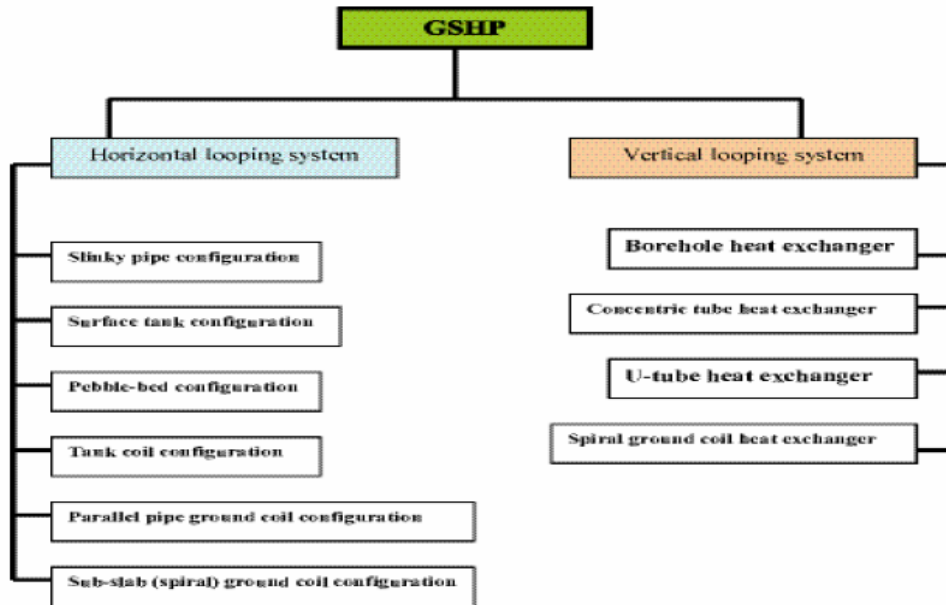 GSHP
Horizontal looping system
Slinky pipe configuration
Surface tank configuration
Pebble-bed configuration
Tank coil configuration
Parallel pipe ground coil configuration
Sub-slab (spiral) ground coil configuration
Vertical looping system
Borehole heat exchanger
Concentric tube heat exchanger
U-tube heat exchanger
Spiral ground coil heat exchanger